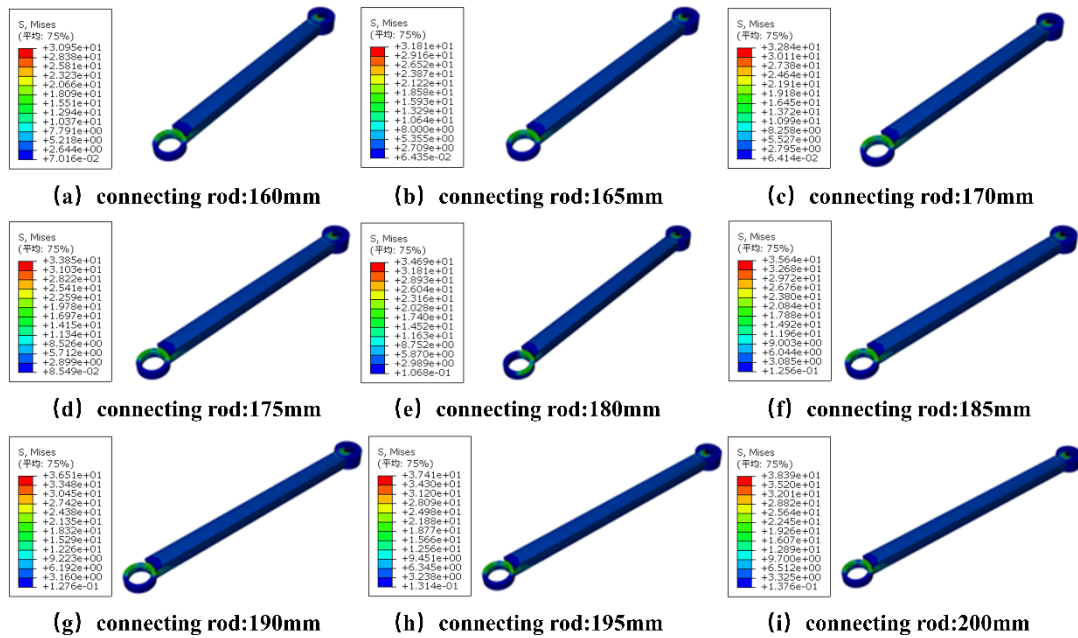 S, Mises
(平均: 75%)
+3.095e+01
+2.838e+01
+2.581e+01
+2.323e+01
+2.066e+01
+1.809e+01
+1.551e+01
+1.294e+01
+1.037e+01
+7.791e+00
+5.218e+00
+2.644e+00
+7.016e-02
(a) connecting rod:160mm
S, Mises
(平均: 75%)
+3.181e+01
+2.916e+01
+2.652e+01
+2.387e+01
+2.122e+01
+1.858e+01
+1.593e+01
+1.329e+01
+1.064e+01
+8.000e+00
+5.355e+00
+2.709e+00
+6.435e-02
(b) connecting rod:165mm
S, Mises
(平均: 75%)
+3.284e+01
+3.011e+01
+2.738e+01
+2.464e+01
+2.191e+01
+1.918e+01
+1.645e+01
+1.372e+01
+1.099e+01
+8.258e+00
+5.527e+00
+2.795e+00
+6.414e-02
(c) connecting rod:170mm
S, Mises
(平均: 75%)
+3.385e+01
+3.103e+01
+2.822e+01
+2.541e+01
+2.259e+01
+1.978e+01
+1.697e+01
+1.415e+01
+1.134e+01
+8.526e+00
+5.712e+00
+2.899e+00
+8.549e-02
(d) connecting rod:175mm
S, Mises
(平均: 75%)
+3.469e+01
+3.181e+01
+2.893e+01
+2.604e+01
+2.316e+01
+2.028e+01
+1.740e+01
+1.452e+01
+1.163e+01
+8.752e+00
+5.870e+00
+2.989e+00
+1.068e-01
(e) connecting rod:180mm
S, Mises
(平均: 75%)
+3.564e+01
+3.268e+01
+2.972e+01
+2.676e+01
+2.380e+01
+2.084e+01
+1.788e+01
+1.492e+01
+1.196e+01
+9.003e+00
+6.044e+00
+3.085e+00
+1.256e-01
(f) connecting rod:185mm
S, Mises
(平均: 75%)
+3.651e+01
+3.348e+01
+3.045e+01
+2.742e+01
+2.438e+01
+2.135e+01
+1.832e+01
+1.529e+01
+1.226e+01
+9.223e+00
+6.192e+00
+3.160e+00
+1.276e-01
(g) connecting rod:190mm
S, Mises
(平均: 75%)
+3.741e+01
+3.430e+01
+3.120e+01
+2.809e+01
+2.498e+01
+2.188e+01
+1.877e+01
+1.566e+01
+1.256e+01
+9.451e+00
+6.345e+00
+3.238e+00
+1.314e-01
(h) connecting rod:195mm
S, Mises
(平均: 75%)
+3.839e+01
+3.520e+01
+3.201e+01
+2.882e+01
+2.564e+01
+2.245e+01
+1.926e+01
+1.607e+01
+1.289e+01
+9.700e+00
+6.512e+00
+3.325e+00
+1.376e-01
(i) connecting rod:200mm